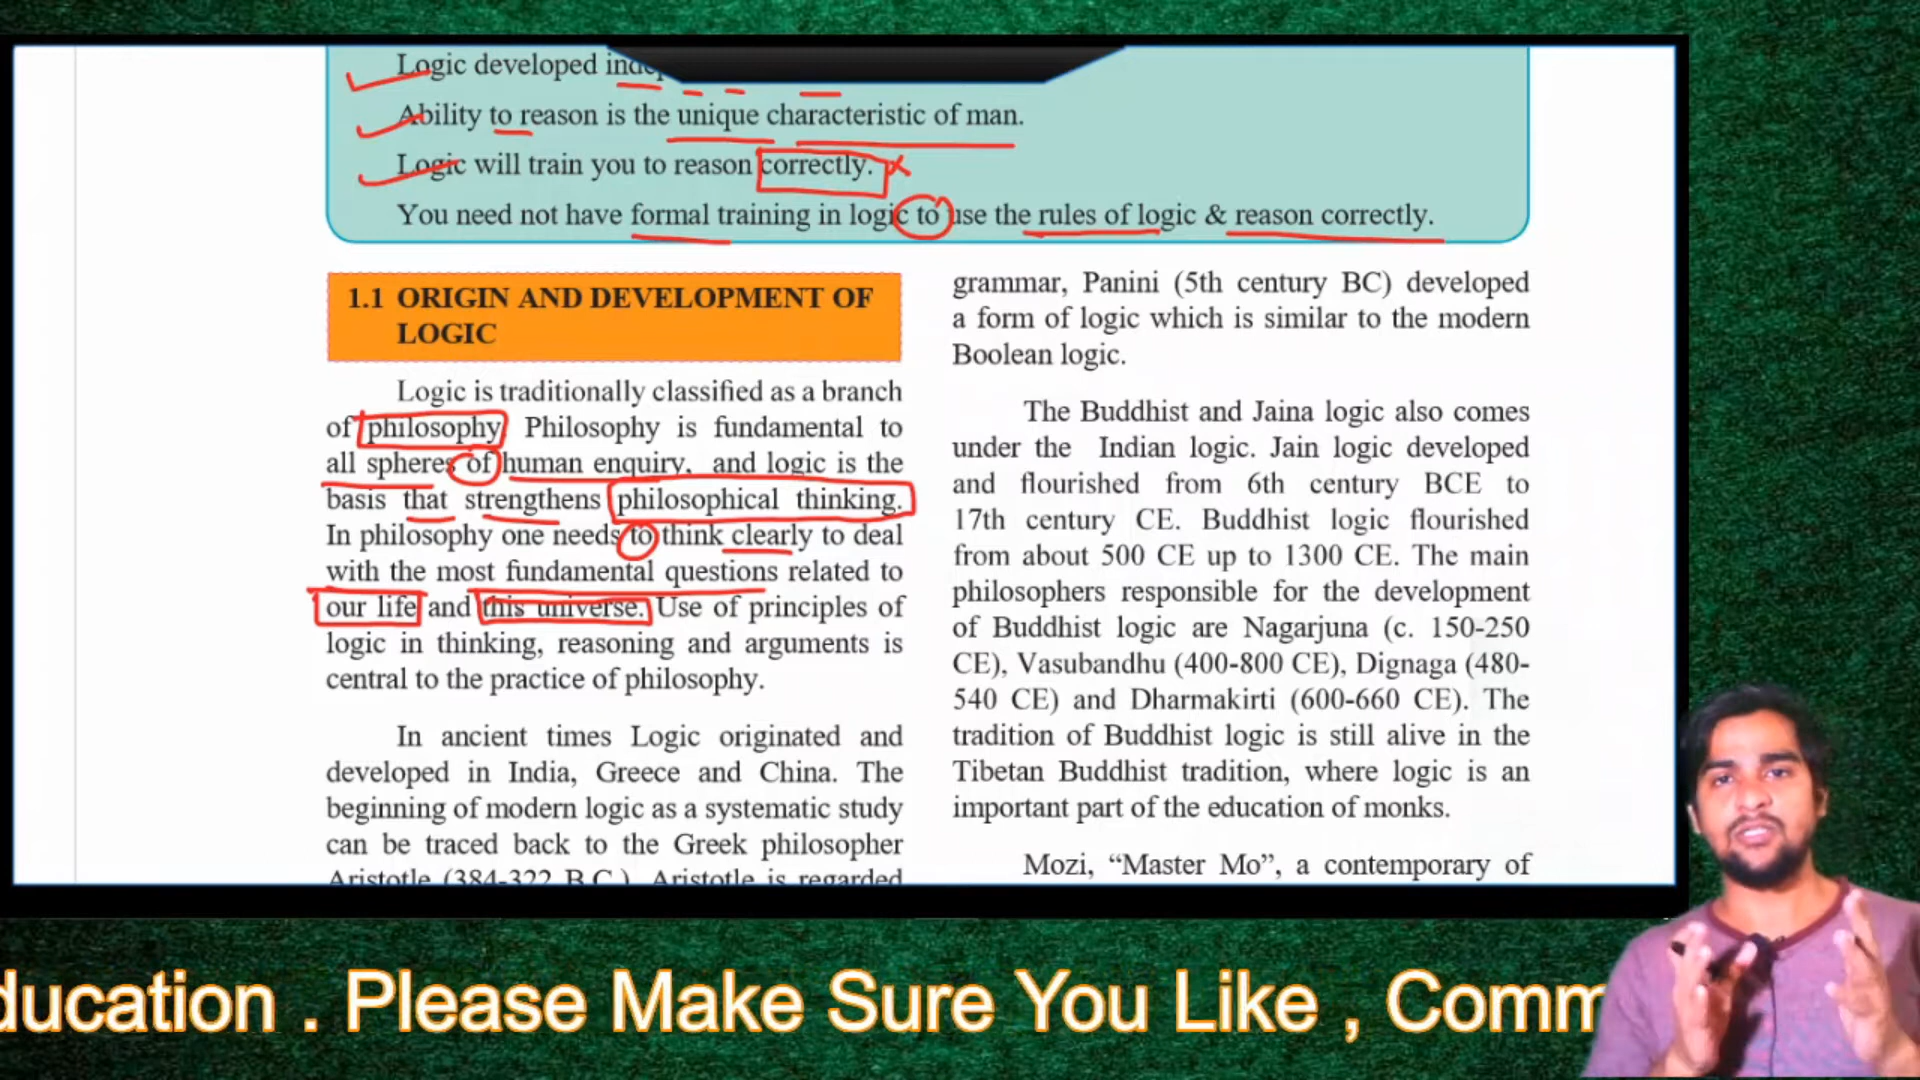 Logic developed
Ability to reason is the unique characteristic of man.
Logic will train you to reason correctly.
You need not have formal training in logic to use the rules of logic & reason correctly.
1.1 ORIGIN AND DEVELOPMENT OF
LOGIC
Logic is traditionally classified as a branch
of philosophy Philosophy is fundamental to
all spheres of human enquiry, and logic is the
basis that strengthens philosophical thinking.
In philosophy one needs to think clearly to deal
with the most fundamental questions related to
our life and this universe. Use of principles of
logic in thinking, reasoning and arguments is
central to the practice of philosophy.
In ancient times Logic originated and
developed in India, Greece and China. The
beginning of modern logic as a systematic study
can be traced back to the Greek philosopher
Aristotle (384-322 B.C.). Aristotle is regarded
grammar, Panini (5th century BC) developed
a form of logic which is similar to the modern
Boolean logic.
The Buddhist and Jaina logic also comes
under the Indian logic. Jain logic developed
and flourished from 6th century BCE to
17th century CE. Buddhist logic flourished
from about 500 CE up to 1300 CE. The main
philosophers responsible for the development
of Buddhist logic are Nagarjuna (c. 150-250
CE), Vasubandhu (400-800 CE), Dignaga (480-
540 CE) and Dharmakirti (600-660 CE). The
tradition of Buddhist logic is still alive in the
Tibetan Buddhist tradition, where logic is an
important part of the education of monks.
Mozi, “Master Mo”, a contemporary of
ducation . Please Make Sure You Like , Comm